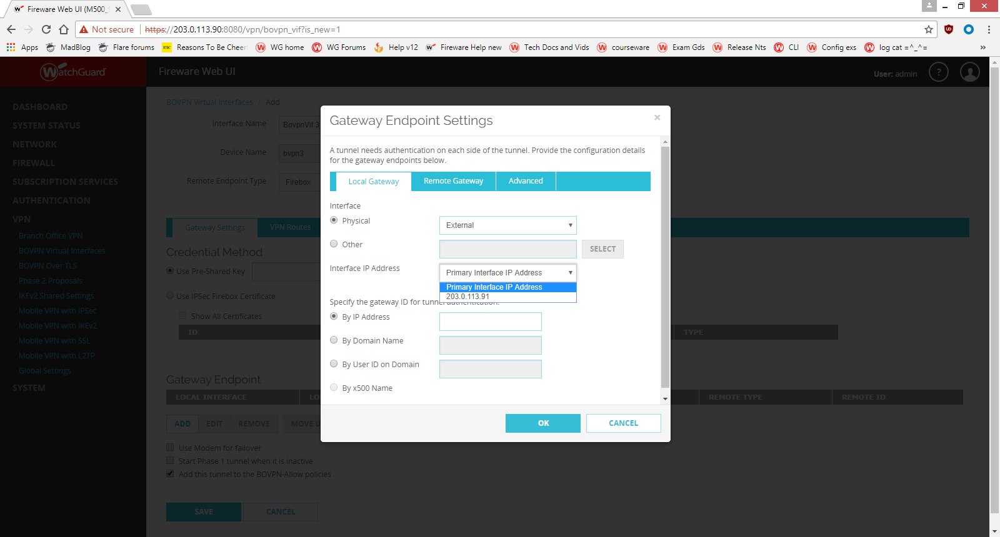 Fireware Web UI (M500_
Not secure https://203.0.113.90:8080/vpn/bovpn_vif?is_new=1
Apps MadBlog Flare forums RTBC Reasons To Be Cheer WG home WG Forums Help v12 Fireware Help new Tech Docs and Vids courseware Exam Gds Release Nts CLI Config exs log cat =^_^= »
WatchGuard
Fireware Web UI
User: admin
?
DASHBOARD
SYSTEM STATUS
NETWORK
FIREWALL
SUBSCRIPTION SERVICES
AUTHENTICATION
VPN
Branch Office VPN
BOVPN Virtual Interfaces
BOVPN Over TLS
Phase 2 Proposals
IKEv2 Shared Settings
Mobile VPN with IPSec
Mobile VPN with IKEv2
Mobile VPN with SSL
Mobile VPN with L2TP
Global Settings
SYSTEM
BOVPN Virtual Interfaces / Add
Interface Name BovpnVif.3
Device Name bvpn3
Remote Endpoint Type Firebox
Gateway Settings VPN Routes
Credential Method
Use Pre-Shared Key
Use IPSec Firebox Certificate
Show All Certificates
ID TYPE
Gateway Endpoint
LOCAL INTERFACE LO REMOTE TYPE REMOTE ID
ADD EDIT REMOVE MOVE U
Use Modem for failover
Start Phase 1 tunnel when it is inactive
Add this tunnel to the BOVPN-Allow policies
SAVE CANCEL
Gateway Endpoint Settings ×
A tunnel needs authentication on each side of the tunnel. Provide the configuration details
for the gateway endpoints below.
Local Gateway Remote Gateway Advanced
Interface
Physical External
Other SELECT
Interface IP Address Primary Interface IP Address
Primary Interface IP Address
203.0.113.91
Specify the gateway ID for tunnel authentication.
By IP Address
By Domain Name
By User ID on Domain
By x500 Name
OK CANCEL